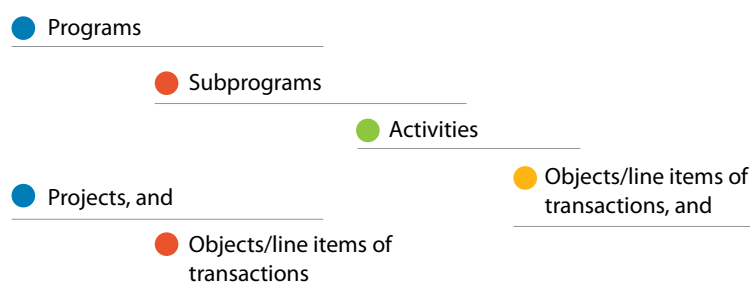 Programs
Subprograms
Activities
Objects/line items of
transactions, and
Projects, and
Objects/line items of
transactions